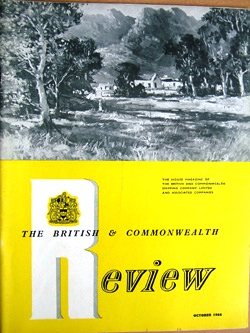 THE HOUSE MAGAZINE OF
THE BRITISH AND COMMONWEALTH
SHIPPING COMPANY LIMITED
AND ASSOCIATED COMPANIES
THE BRITISH & COMMONWEALTH
Review
OCTOBER 1960